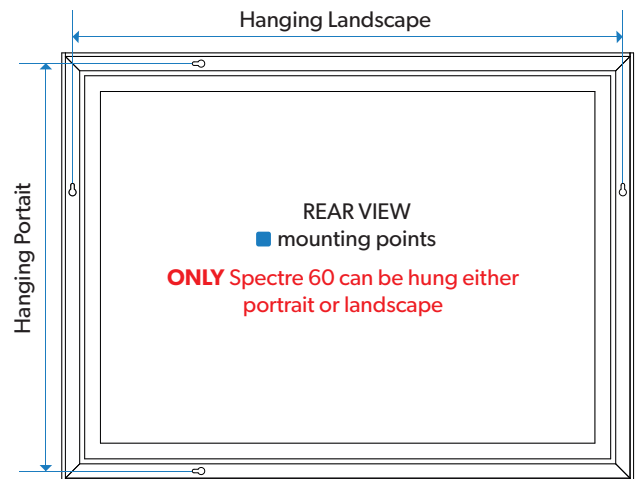 Hanging Landscape
Hanging Portait
REAR VIEW
mounting points
ONLY Spectre 60 can be hung either
portrait or landscape